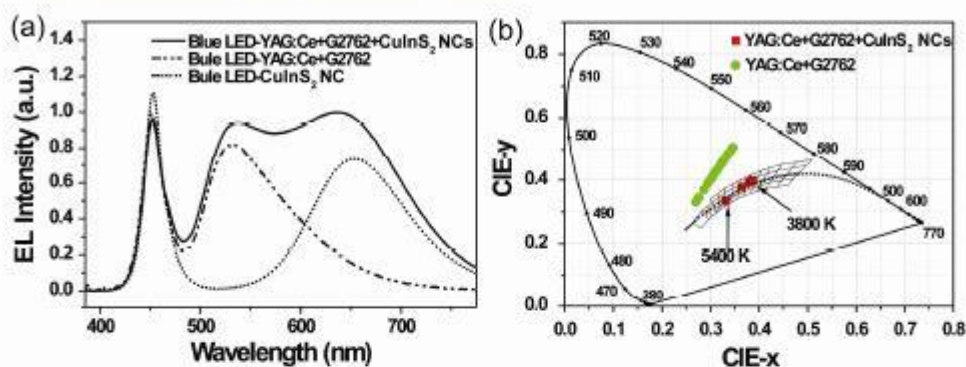 (a)
EL Intensity (a.u.)
1.4
1.2
1.0
0.8
0.6
0.4
0.2
0.0
Blue LED-YAG:Ce+G2762+CuInS2 NCs
Bule LED-YAG:Ce+G2762
Bule LED-CuInS2 NC
400 500 600 700
Wavelength (nm)
(b)
CIE-y
0.8
0.6
0.4
0.2
0.0
YAG:Ce+G2762+CuInS2 NCs
YAG:Ce+G2762
520
530
540
510
550
560
500
570
580
590
500
600
770
490
480
470
380
3800 K
5400 K
0.0 0.1 0.2 0.3 0.4 0.5 0.6 0.7 0.8
CIE-x